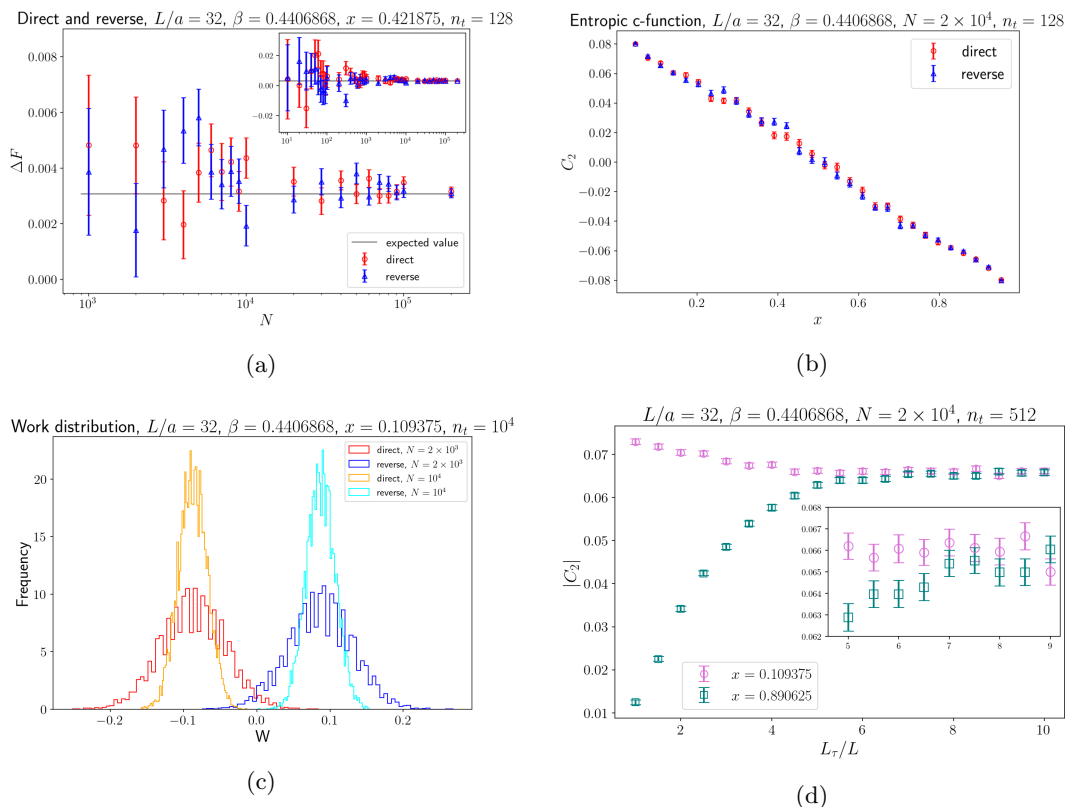 Direct and reverse, L/a = 32, β = 0.4406868, x = 0.421875, n_t = 128
0.010
0.008
0.006
0.004
0.002
0.000
ΔF
0.02
0.00
−0.02
10^1
10^2
10^3
10^4
10^5
expected value
direct
reverse
10^3
10^4
10^5
N
(a)
Entropic c-function, L/a = 32, β = 0.4406868, N = 2 × 10^4, n_t = 128
0.08
0.06
0.04
0.02
0.00
−0.02
−0.04
−0.06
−0.08
C_2
direct
reverse
0.2
0.4
0.6
0.8
x
(b)
Work distribution, L/a = 32, β = 0.4406868, x = 0.109375, n_t = 10^4
20
15
10
5
0
Frequency
direct, N = 2 × 10^3
reverse, N = 2 × 10^3
direct, N = 10^4
reverse, N = 10^4
−0.2
−0.1
0.0
0.1
0.2
W
(c)
L/a = 32, β = 0.4406868, N = 2 × 10^4, n_t = 512
0.07
0.06
0.05
0.04
0.03
0.02
0.01
|C_2|
0.068
0.067
0.066
0.065
0.064
0.063
0.062
5
6
7
8
9
x = 0.109375
x = 0.890625
2
4
6
8
10
L_τ/L
(d)